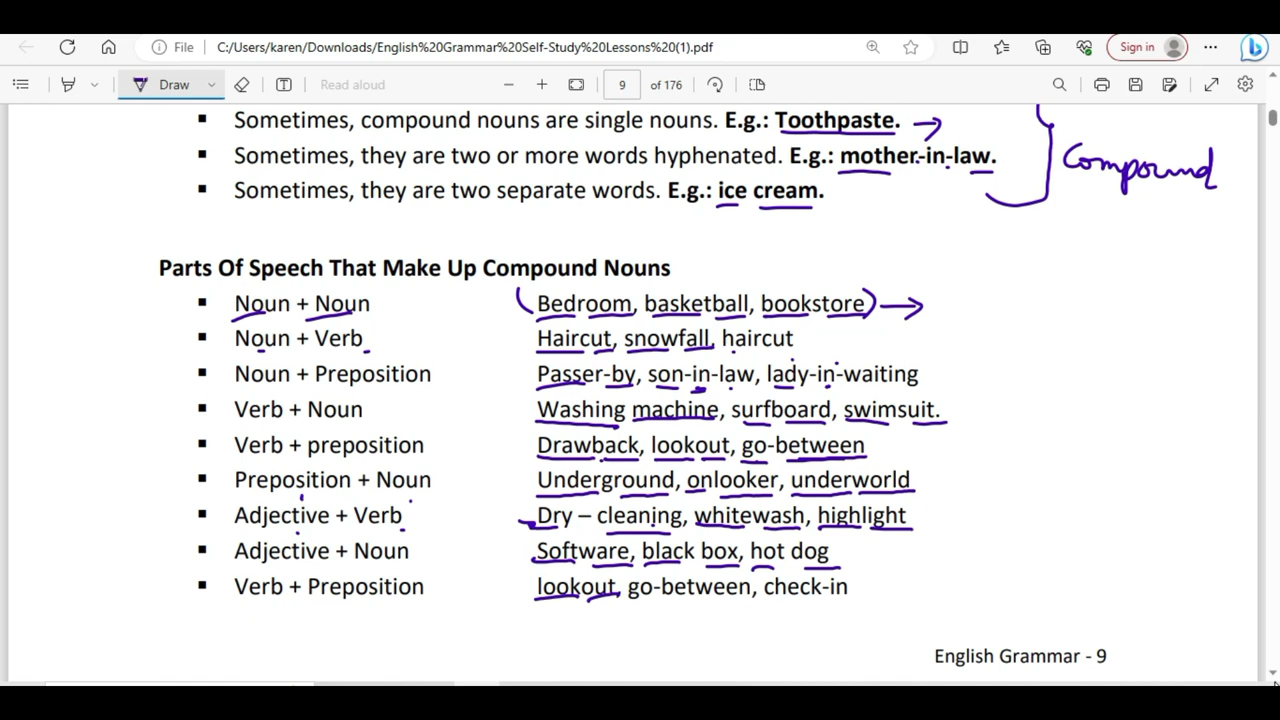 File C:/Users/karen/Downloads/English%20Grammar%20Self-Study%20Lessons%20(1).pdf Sign in
Draw Read aloud 9 of 176
▪ Sometimes, compound nouns are single nouns. E.g.: Toothpaste.
▪ Sometimes, they are two or more words hyphenated. E.g.: mother-in-law.
Compound
▪ Sometimes, they are two separate words. E.g.: ice cream.
Parts Of Speech That Make Up Compound Nouns
▪ Noun + Noun Bedroom, basketball, bookstore
▪ Noun + Verb Haircut, snowfall, haircut
▪ Noun + Preposition Passer-by, son-in-law, lady-in-waiting
▪ Verb + Noun Washing machine, surfboard, swimsuit.
▪ Verb + preposition Drawback, lookout, go-between
▪ Preposition + Noun Underground, onlooker, underworld
▪ Adjective + Verb Dry – cleaning, whitewash, highlight
▪ Adjective + Noun Software, black box, hot dog
▪ Verb + Preposition lookout, go-between, check-in
English Grammar - 9